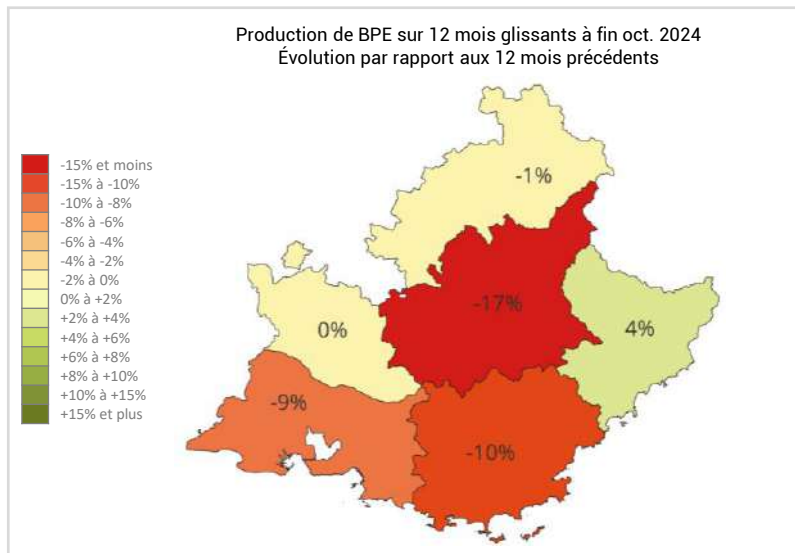 Production de BPE sur 12 mois glissants à fin oct. 2024
Évolution par rapport aux 12 mois précédents
-15% et moins
-15% à -10%
-10% à -8%
-8% à -6%
-6% à -4%
-4% à -2%
-2% à 0%
0% à +2%
+2% à +4%
+4% à +6%
+6% à +8%
+8% à +10%
+10% à +15%
+15% et plus
-1%
-17%
0%
4%
-9%
-10%